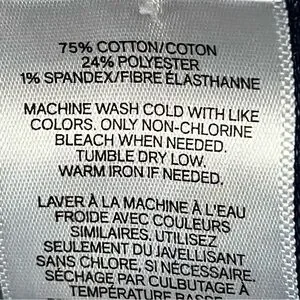 75% COTTON/COTON
24% POLYESTER
1% SPANDEX/FIBRE ÉLASTHANNE
MACHINE WASH COLD WITH LIKE
COLORS. ONLY NON-CHLORINE
BLEACH WHEN NEEDED.
TUMBLE DRY LOW.
WARM IRON IF NEEDED.
LAVER À LA MACHINE À L'EAU
FROIDE AVEC COULEURS
SIMILAIRES. UTILISEZ
SEULEMENT DU JAVELLISANT
SANS CHLORE, SI NÉCESSAIRE.
SÉCHAGE PAR CULBUTAGE À
TEMPÉRATURE BASSE